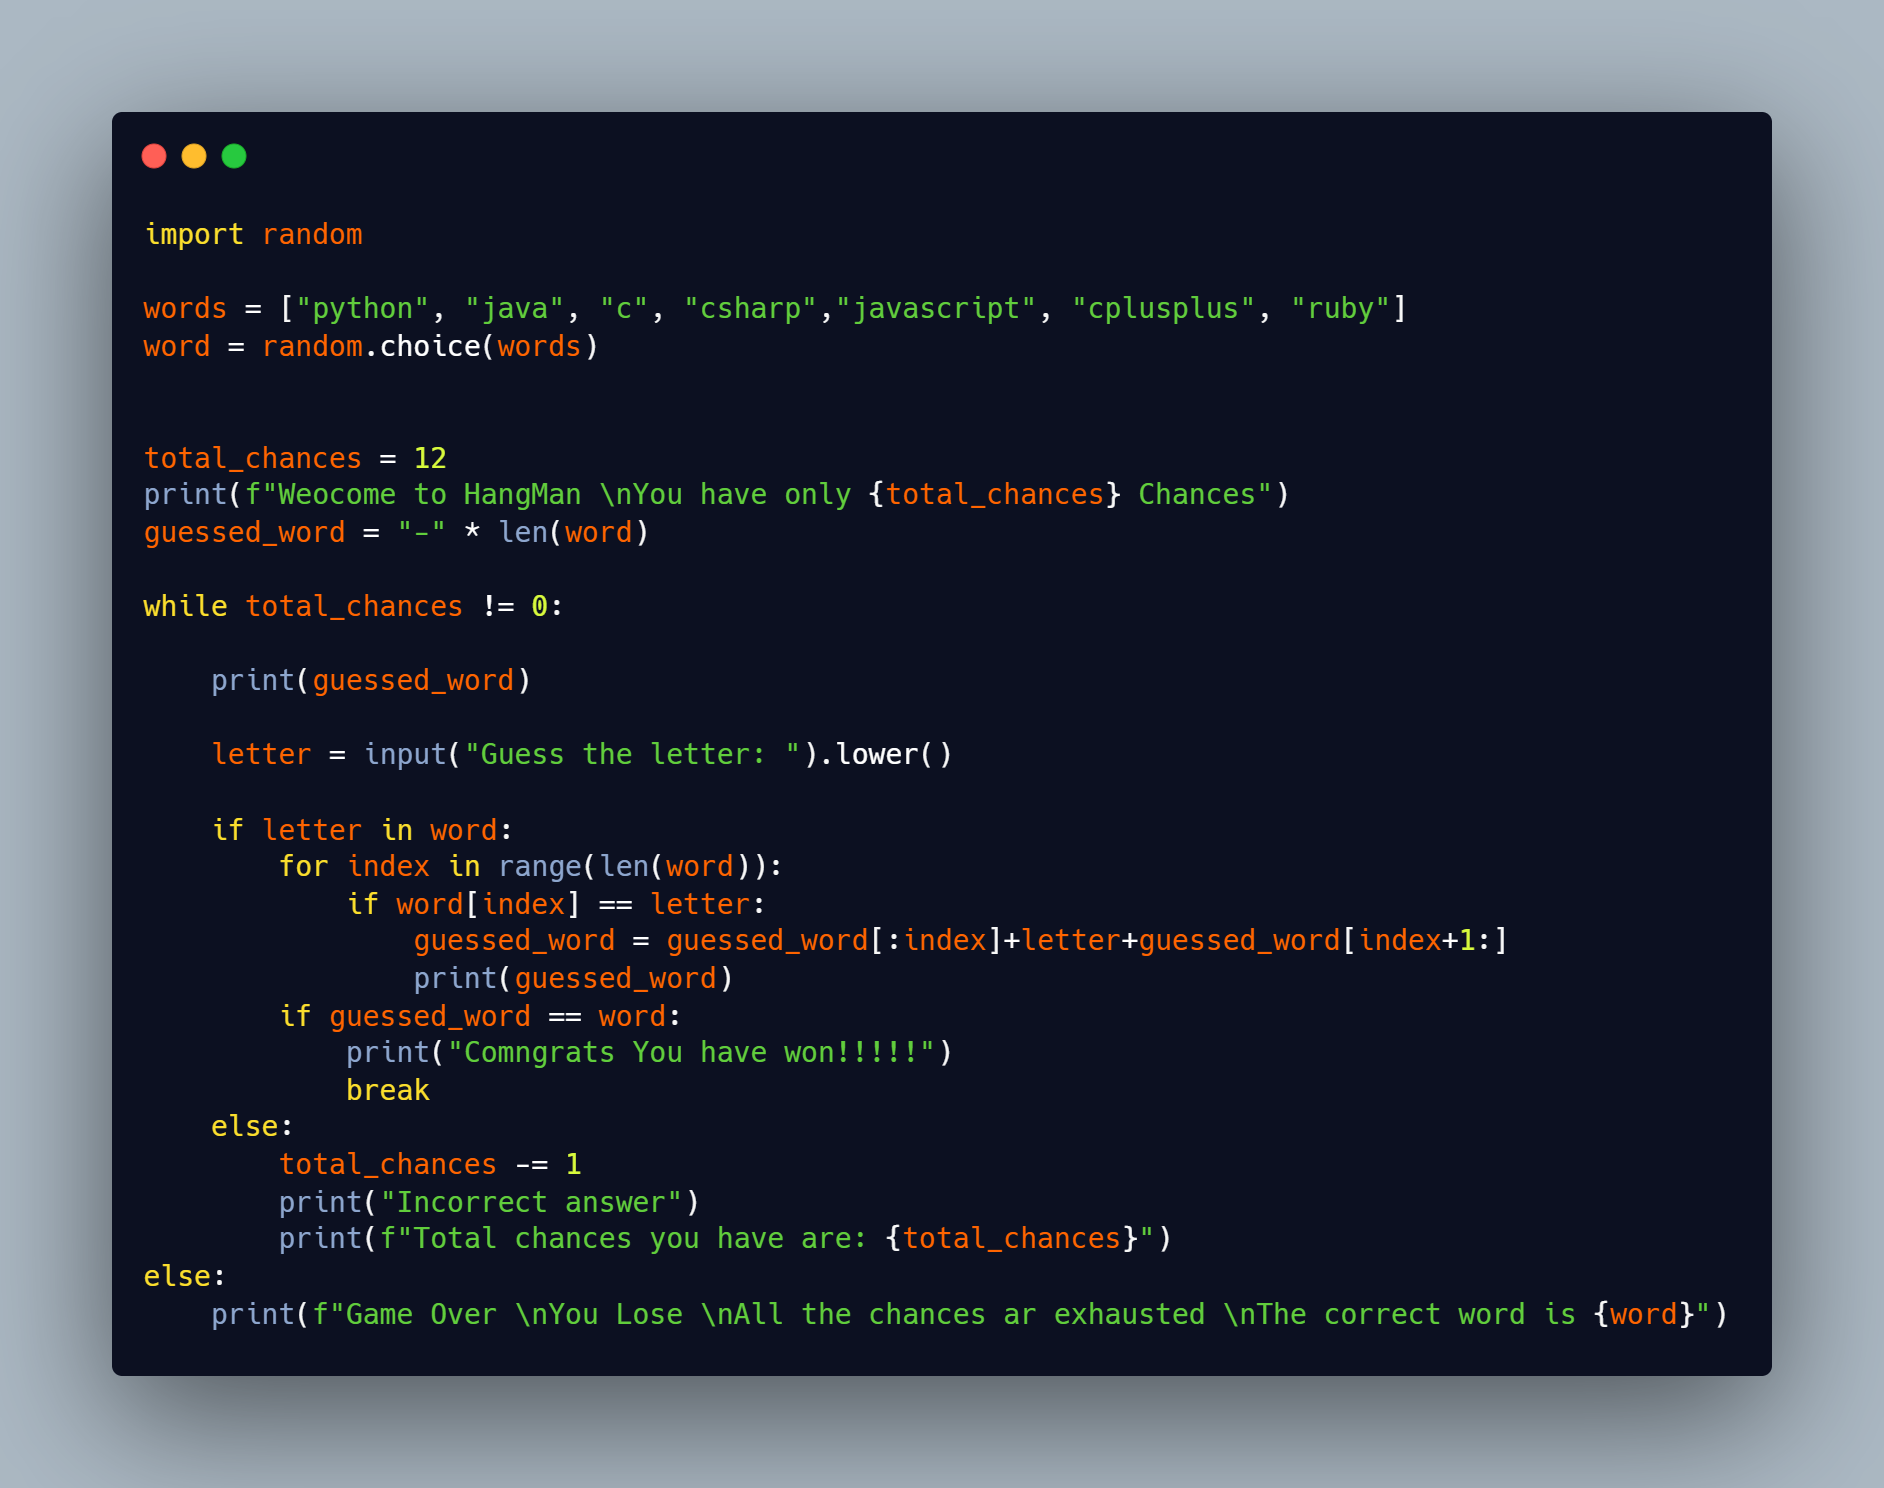 import random
words = ["python", "java", "c", "csharp","javascript", "cplusplus", "ruby"]
word = random.choice(words)
total_chances = 12
print(f"Weocome to HangMan \nYou have only {total_chances} Chances")
guessed_word = "-" * len(word)
while total_chances != 0:
    print(guessed_word)
    letter = input("Guess the letter: ").lower()
    if letter in word:
        for index in range(len(word)):
            if word[index] == letter:
                guessed_word = guessed_word[:index]+letter+guessed_word[index+1:]
                print(guessed_word)
        if guessed_word == word:
            print("Comngrats You have won!!!!!")
            break
    else:
        total_chances -= 1
        print("Incorrect answer")
        print(f"Total chances you have are: {total_chances}")
else:
    print(f"Game Over \nYou Lose \nAll the chances ar exhausted \nThe correct word is {word}")